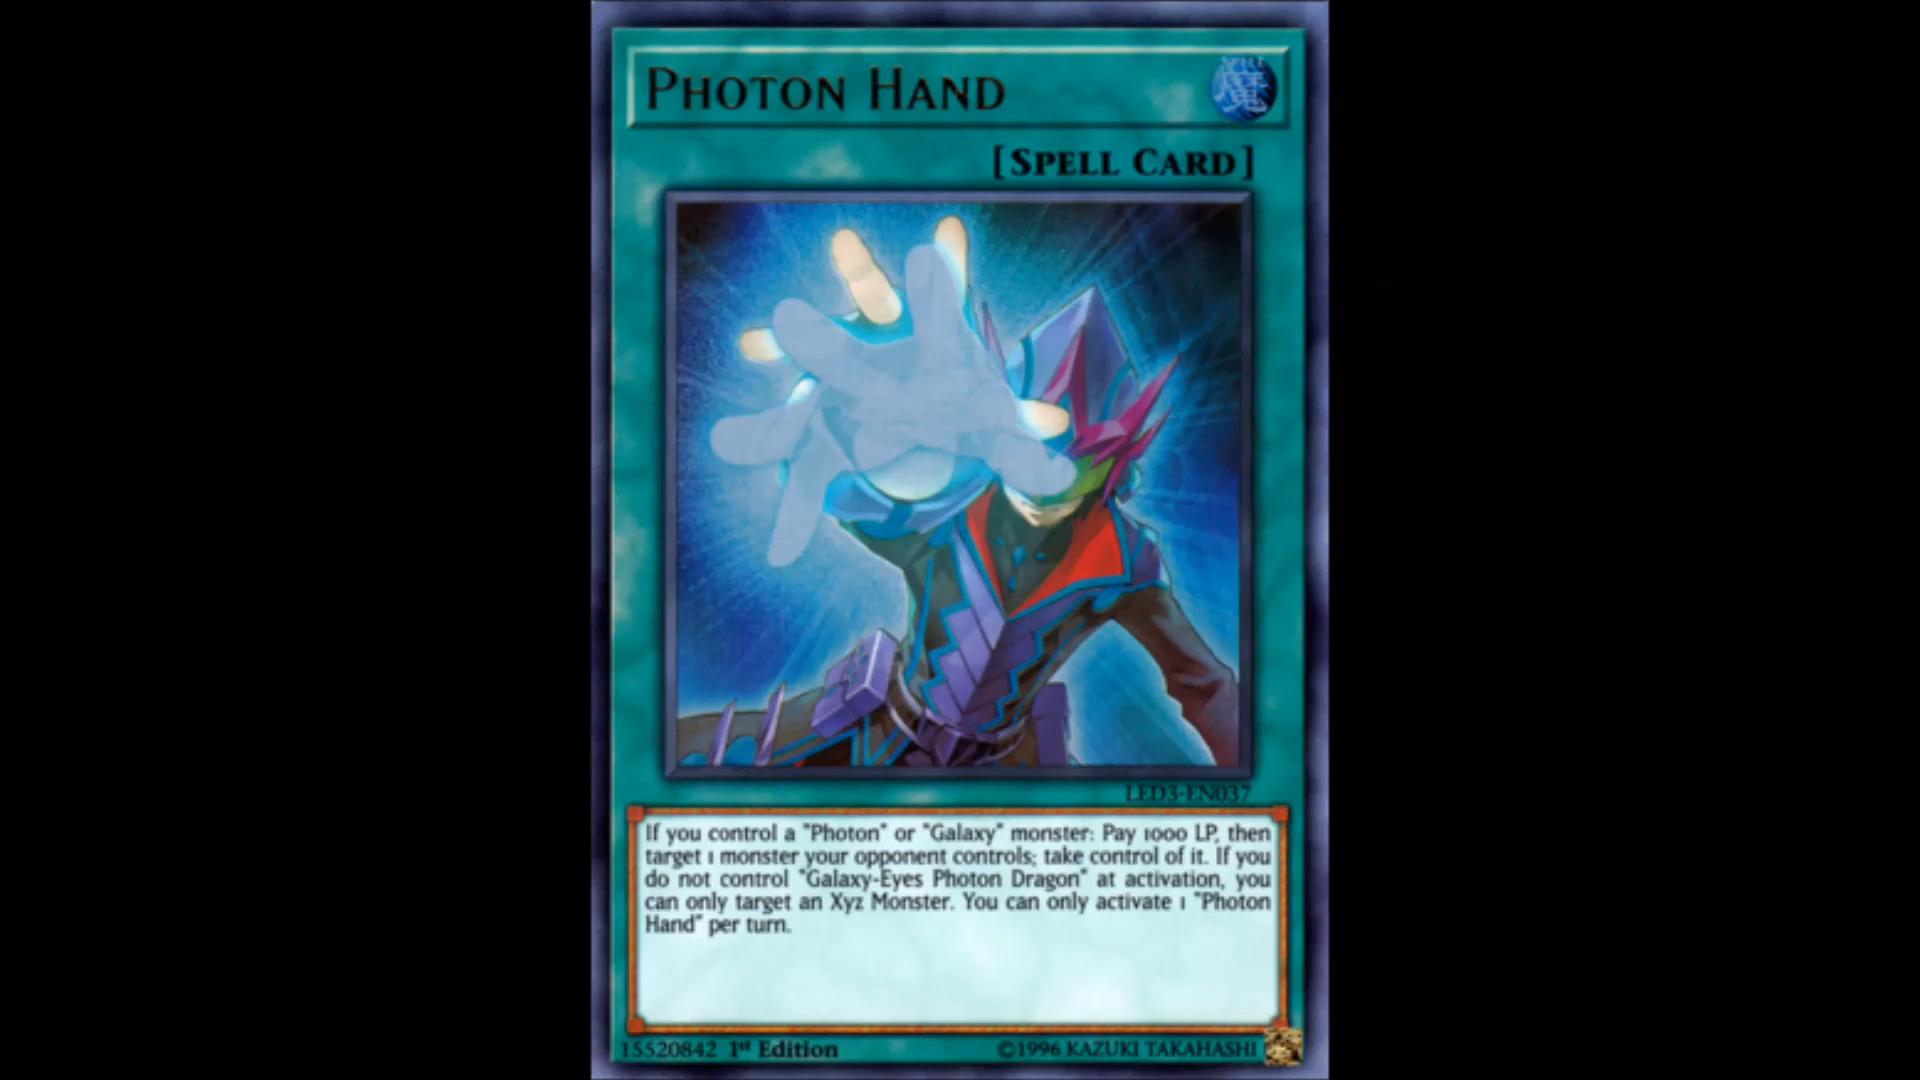 PHOTON HAND
魔
[SPELL CARD]
LED3-EN037
If you control a "Photon" or "Galaxy" monster: Pay 1000 LP, then
target 1 monster your opponent controls; take control of it. If you
do not control "Galaxy-Eyes Photon Dragon" at activation, you
can only target an Xyz Monster. You can only activate 1 "Photon
Hand" per turn.
15520842 1st Edition ©1996 KAZUKI TAKAHASHI